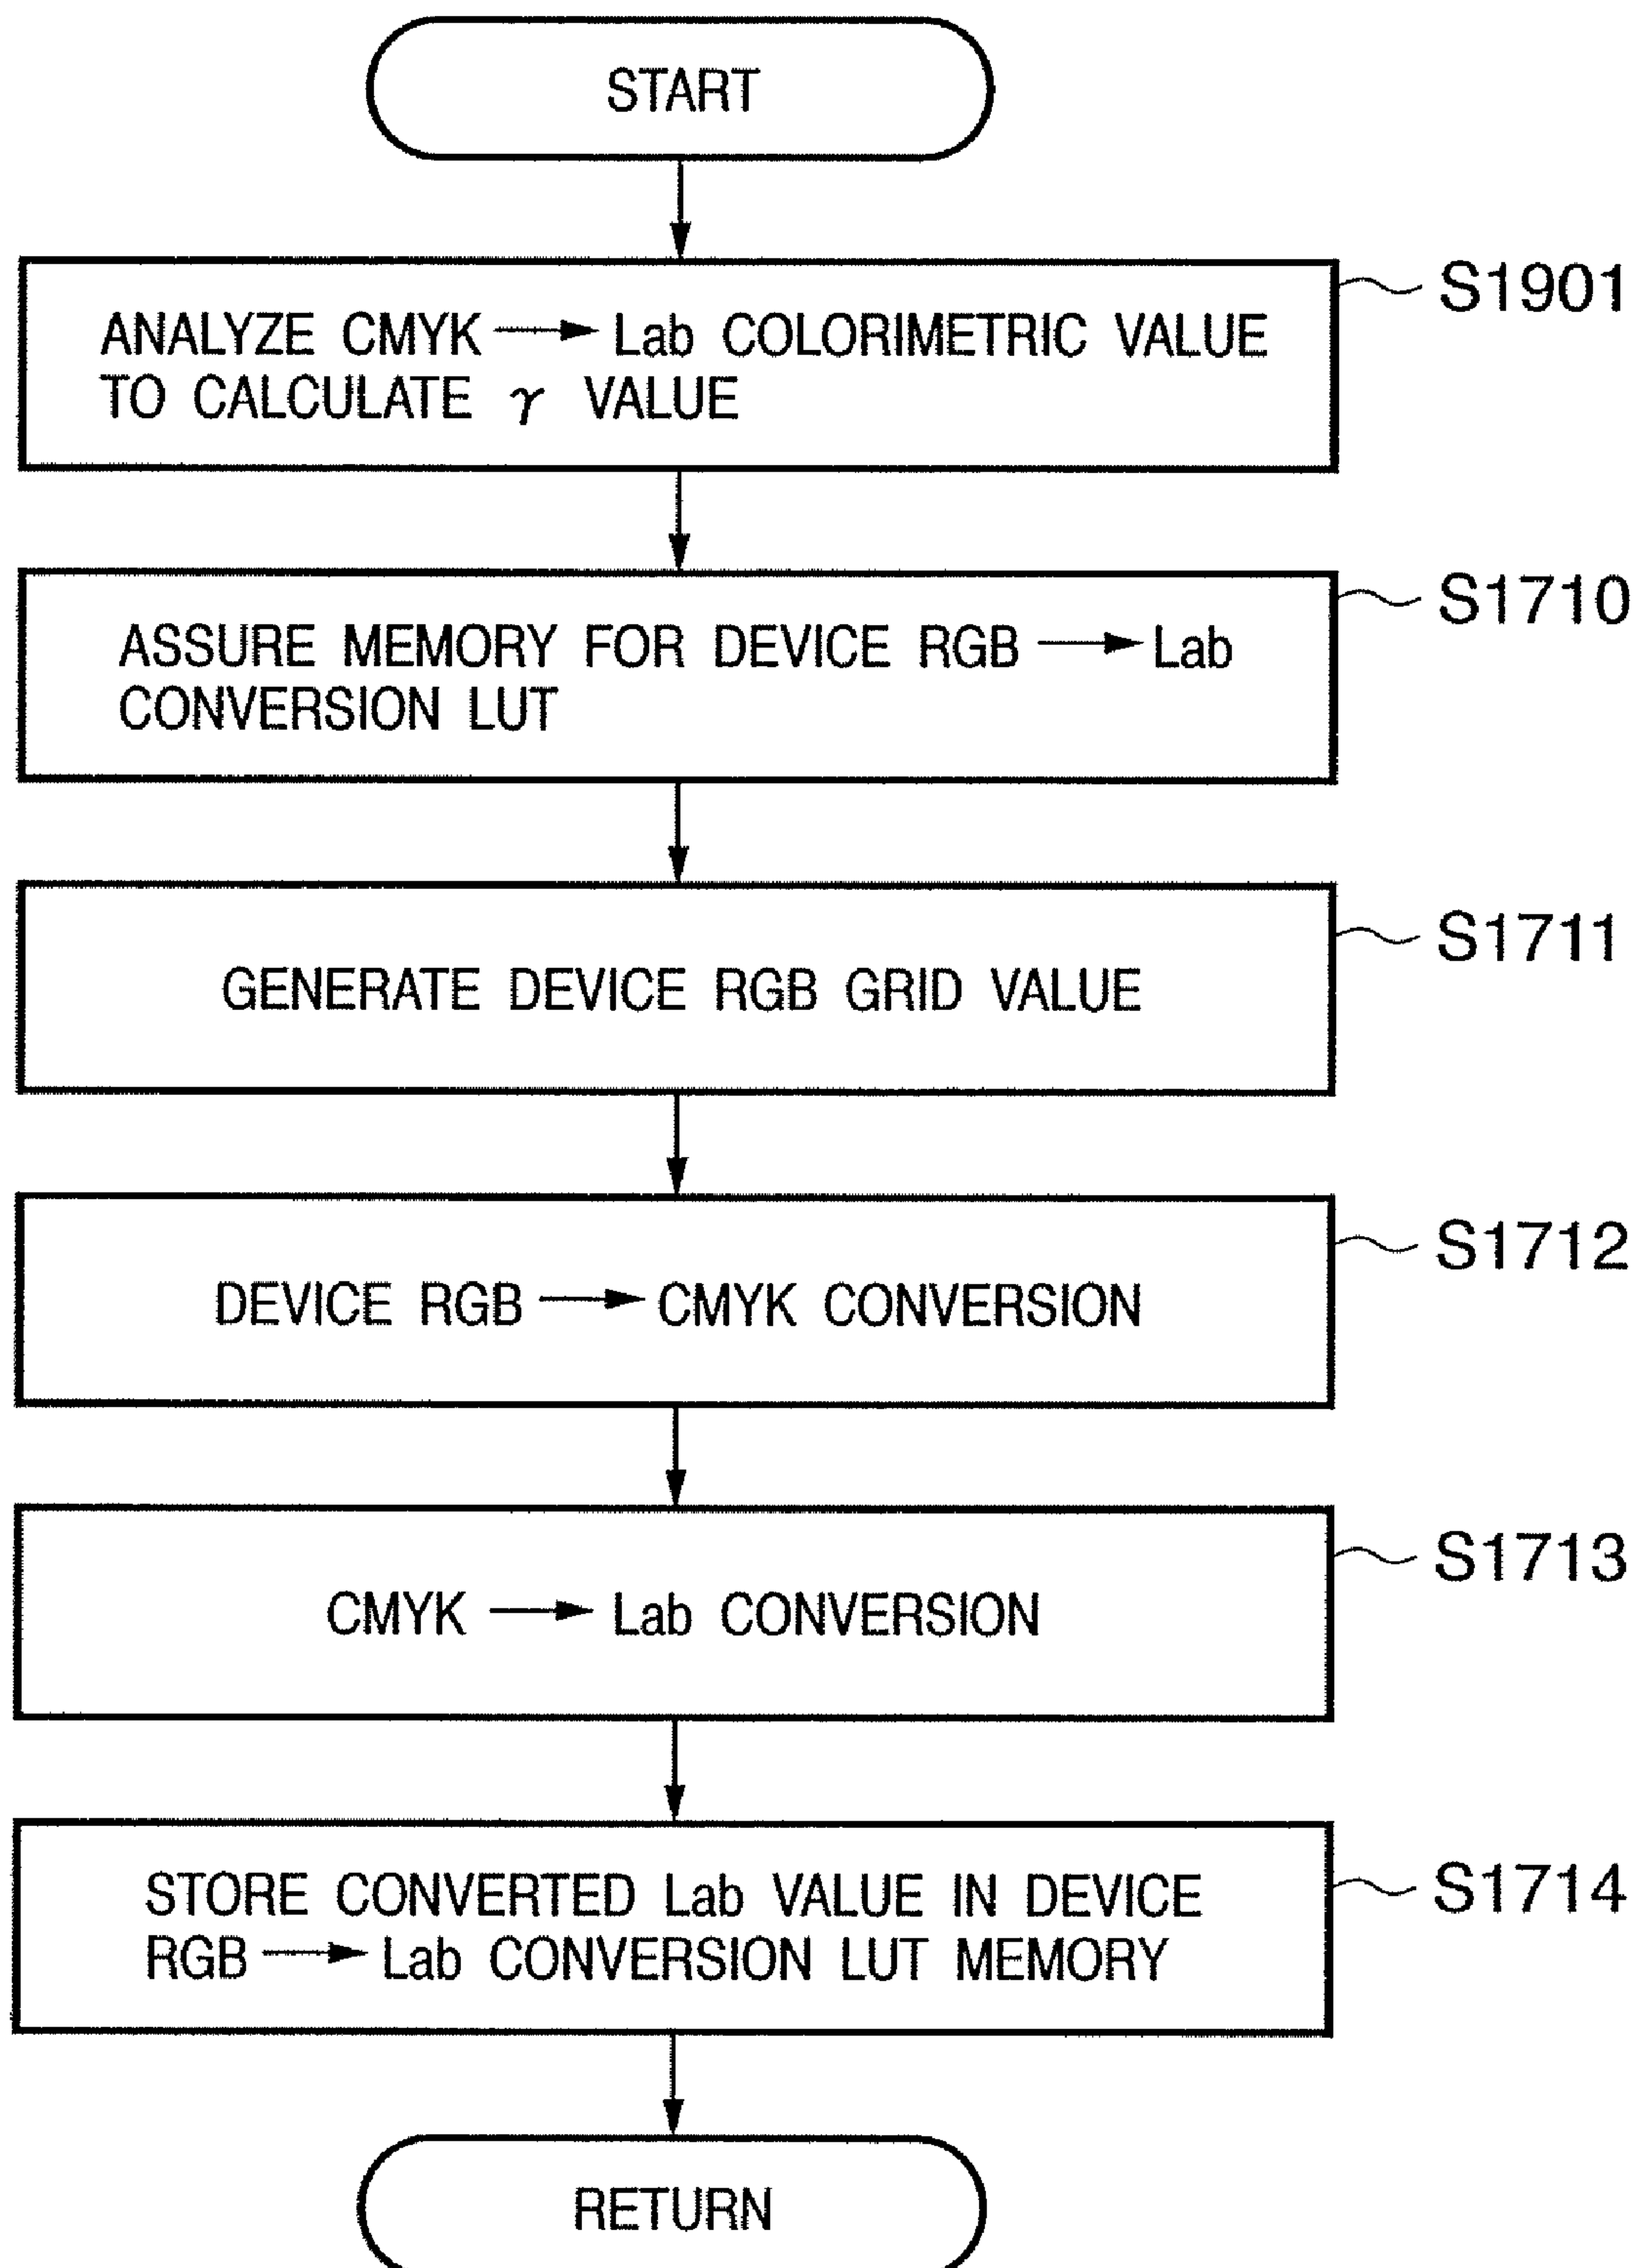 START
S1901
ANALYZE CMYK → Lab COLORIMETRIC VALUE
TO CALCULATE γ VALUE
S1710
ASSURE MEMORY FOR DEVICE RGB → Lab
CONVERSION LUT
S1711
GENERATE DEVICE RGB GRID VALUE
S1712
DEVICE RGB → CMYK CONVERSION
S1713
CMYK → Lab CONVERSION
S1714
STORE CONVERTED Lab VALUE IN DEVICE
RGB → Lab CONVERSION LUT MEMORY
RETURN